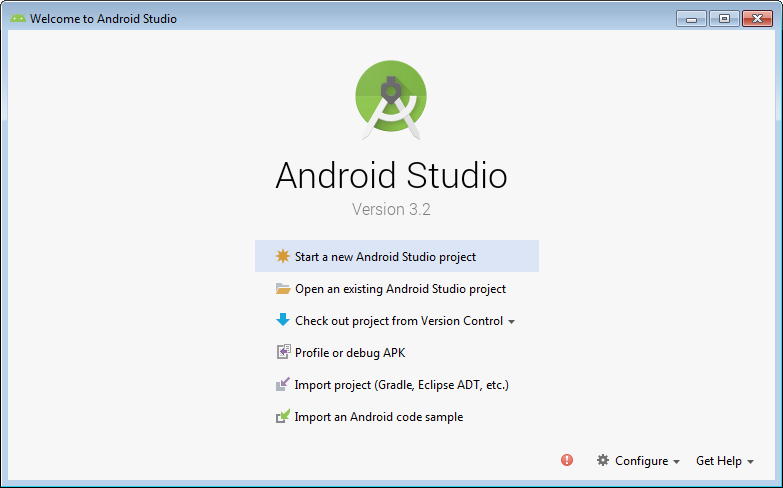 Welcome to Android Studio
Android Studio
Version 3.2
Start a new Android Studio project
Open an existing Android Studio project
Check out project from Version Control
Profile or debug APK
Import project (Gradle, Eclipse ADT, etc.)
Import an Android code sample
Configure Get Help